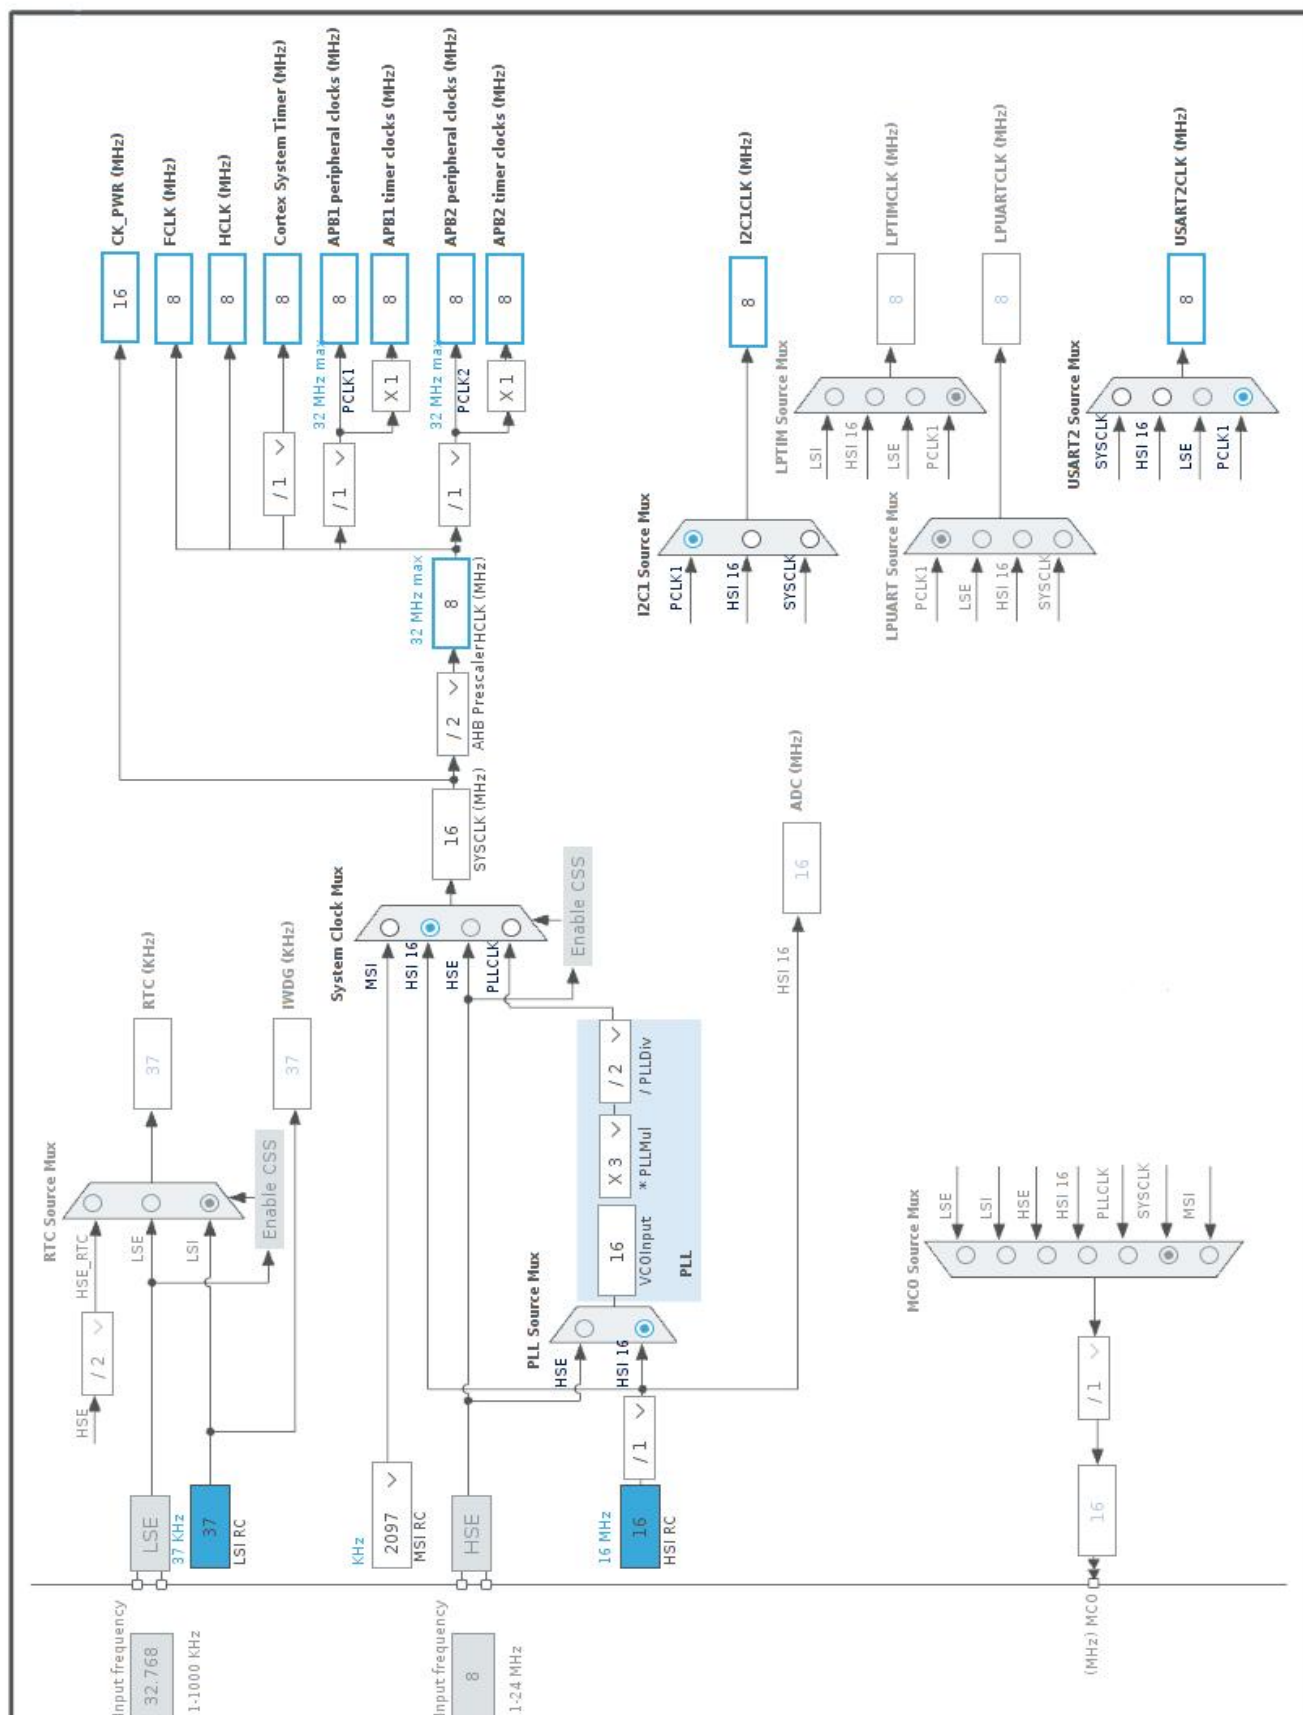 RTC Source Mux
HSE
/ 2
HSE_RTC
LSE
LSI
Enable CSS
37
RTC (KHz)
37
IWDG (KHz)
Input frequency
32.768
1-1000 KHz
LSE
37 KHz
37
LSI RC
KHz
2097
MSI RC
Input frequency
8
1-24 MHz
HSE
16 MHz
16
HSI RC
/ 1
PLL Source Mux
HSE
HSI 16
16
VCOInput
X 3
* PLLMul
/ 2
/ PLLDiv
PLL
System Clock Mux
MSI
HSI 16
HSE
PLLCLK
Enable CSS
16
SYSCLK (MHz)
/ 2
AHB Prescaler
32 MHz max
8
HCLK (MHz)
16
CK_PWR (MHz)
8
FCLK (MHz)
8
HCLK (MHz)
/ 1
8
Cortex System Timer (MHz)
/ 1
32 MHz max
PCLK1
8
APB1 peripheral clocks (MHz)
X 1
8
APB1 timer clocks (MHz)
/ 1
32 MHz max
PCLK2
8
APB2 peripheral clocks (MHz)
X 1
8
APB2 timer clocks (MHz)
HSI 16
16
ADC (MHz)
I2C1 Source Mux
PCLK1
HSI 16
SYSCLK
8
I2C1CLK (MHz)
LPTIM Source Mux
LSI
HSI 16
LSE
PCLK1
8
LPTIMCLK (MHz)
LPUART Source Mux
PCLK1
LSE
HSI 16
SYSCLK
8
LPUARTCLK (MHz)
USART2 Source Mux
SYSCLK
HSI 16
LSE
PCLK1
8
USART2CLK (MHz)
MCO Source Mux
LSE
LSI
HSE
HSI 16
PLLCLK
SYSCLK
MSI
/ 1
16
(MHz) MCO